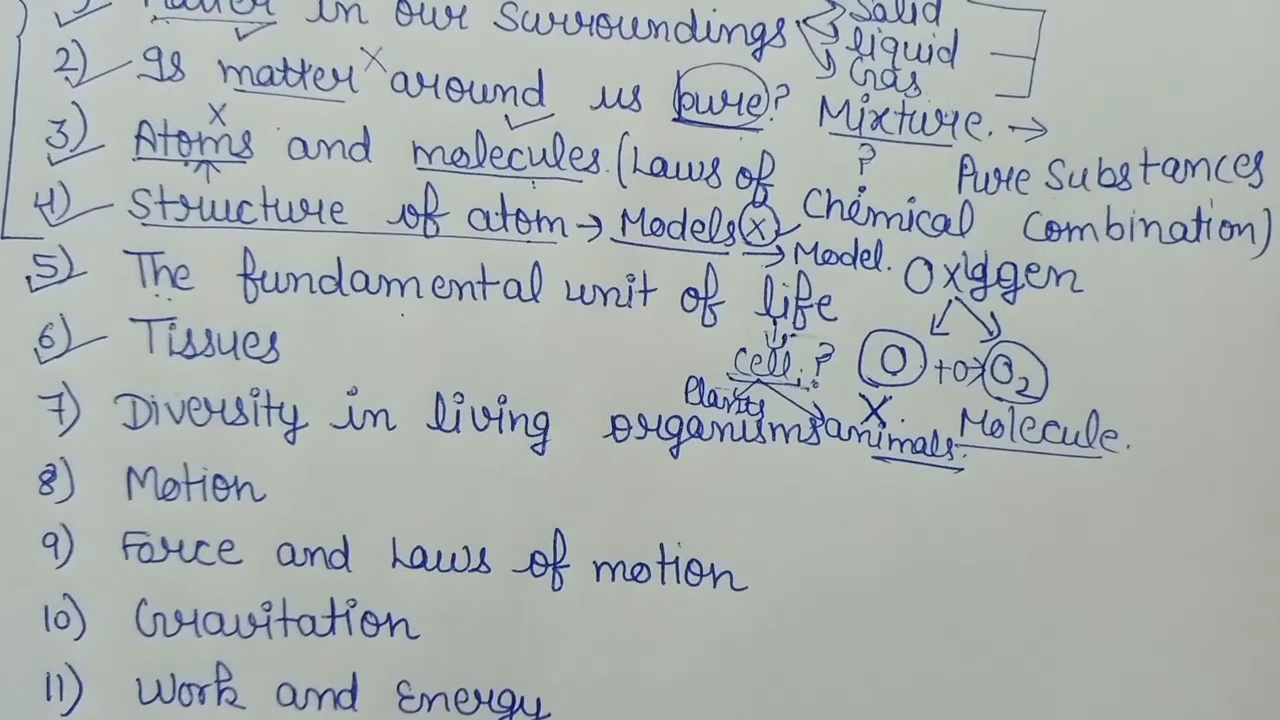 Matter in our Surroundings Solid
liquid
Gas
2) Is matter x around us pure? Mixture. →
?
Pure Substances
3) Atoms and molecules. (Laws of
Chemical Combination)
4) Structure of atom → Models (x)
→ Model.
5) The fundamental unit of life
Oxyggen
cell. ?
O + O → O2
X
Molecule.
6) Tissues
Plants
animals.
7) Diversity in living organisms
8) Motion
9) Force and Laws of motion
10) Gravitation
11) Work and Energy